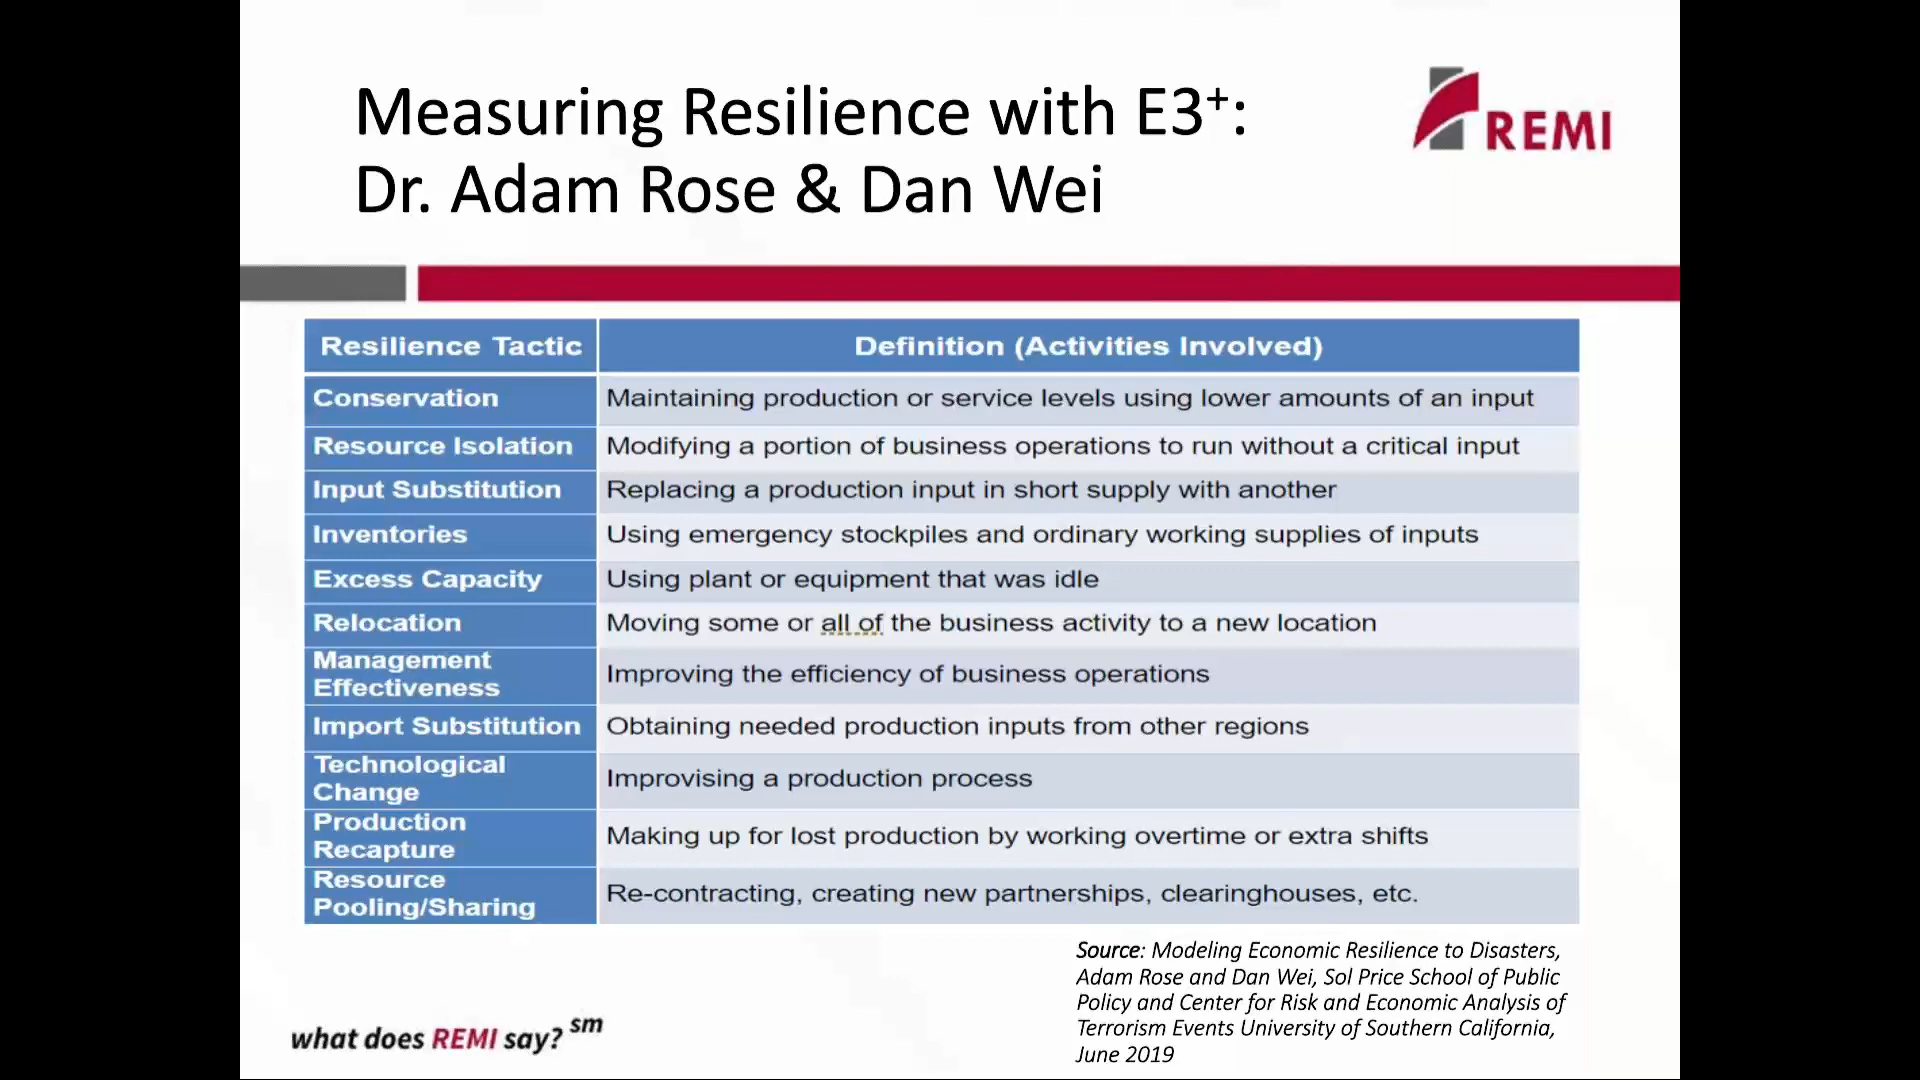 Measuring Resilience with E3⁺:
Dr. Adam Rose & Dan Wei
REMI
Resilience Tactic Definition (Activities Involved)
Conservation Maintaining production or service levels using lower amounts of an input
Resource Isolation Modifying a portion of business operations to run without a critical input
Input Substitution Replacing a production input in short supply with another
Inventories Using emergency stockpiles and ordinary working supplies of inputs
Excess Capacity Using plant or equipment that was idle
Relocation Moving some or all of the business activity to a new location
Management
Effectiveness
Improving the efficiency of business operations
Import Substitution Obtaining needed production inputs from other regions
Technological
Change
Improvising a production process
Production
Recapture
Making up for lost production by working overtime or extra shifts
Resource
Pooling/Sharing
Re-contracting, creating new partnerships, clearinghouses, etc.
Source: Modeling Economic Resilience to Disasters,
Adam Rose and Dan Wei, Sol Price School of Public
Policy and Center for Risk and Economic Analysis of
Terrorism Events University of Southern California,
June 2019
what does REMI say? sm